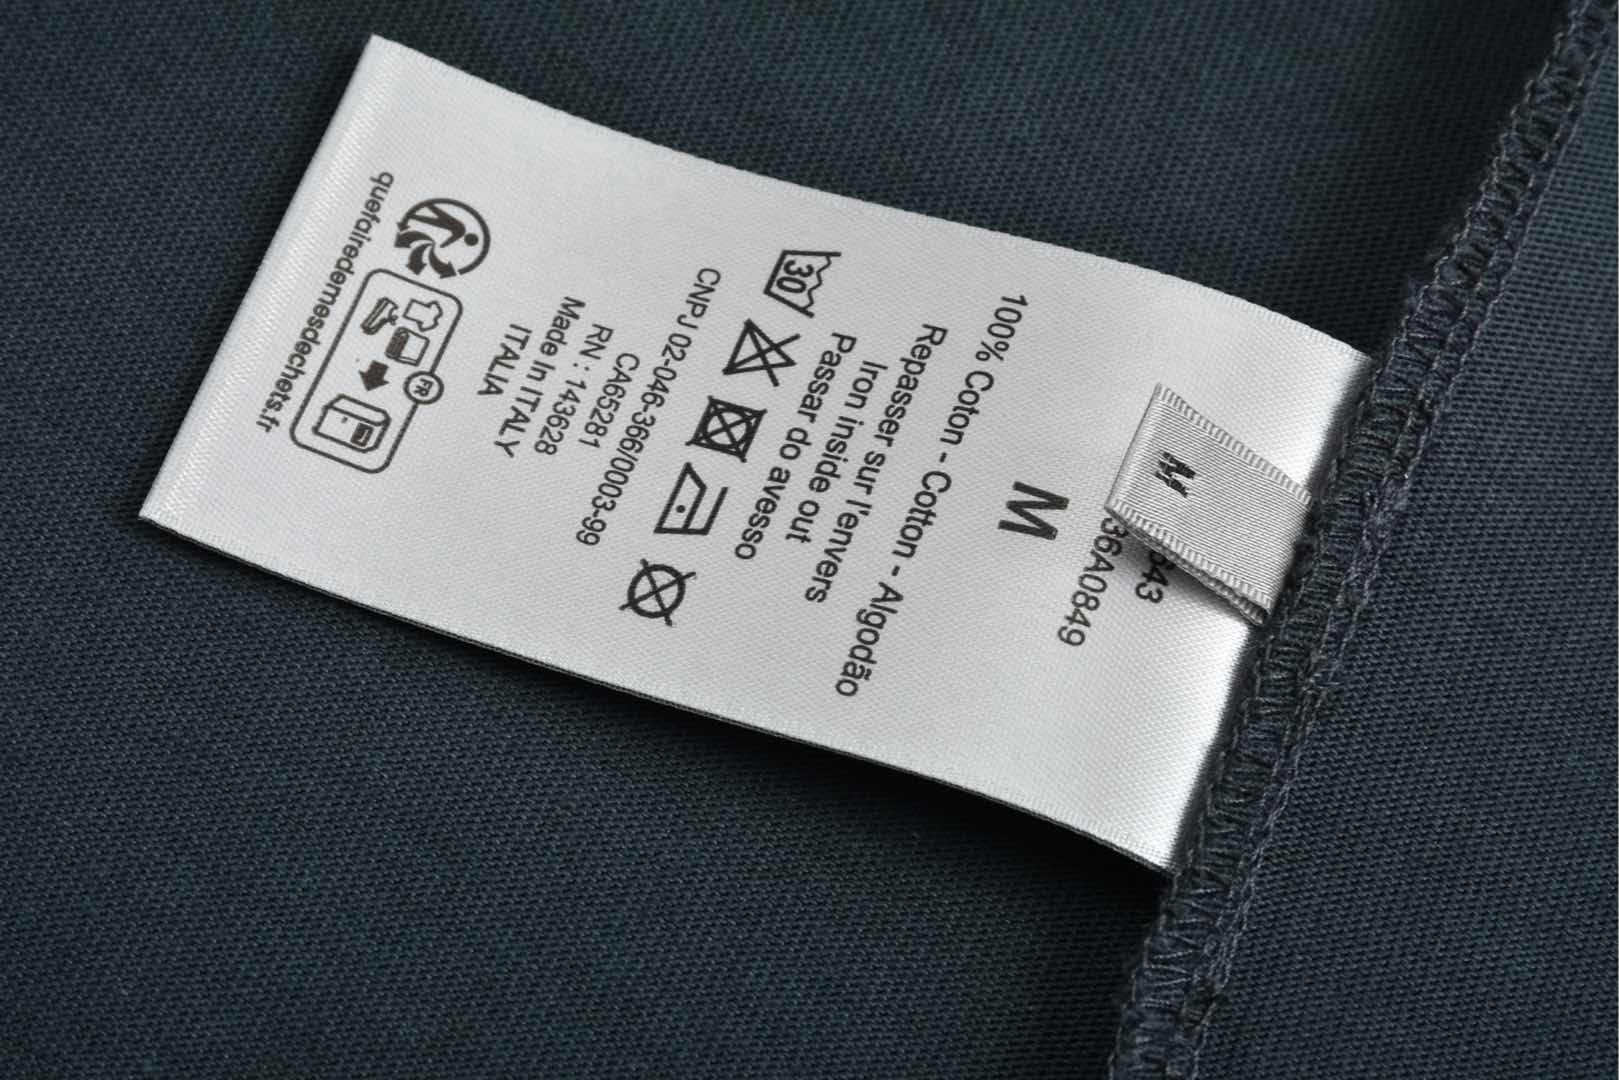 M
643
36A0849
M
100% Coton - Cotton - Algodão
Repasser sur l'envers
Iron inside out
Passar do avesso
30
CNPJ 02-046-366/0003-99
CA65281
RN : 143628
Made In ITALY
ITALIA
FR
quefairedemesdechets.fr